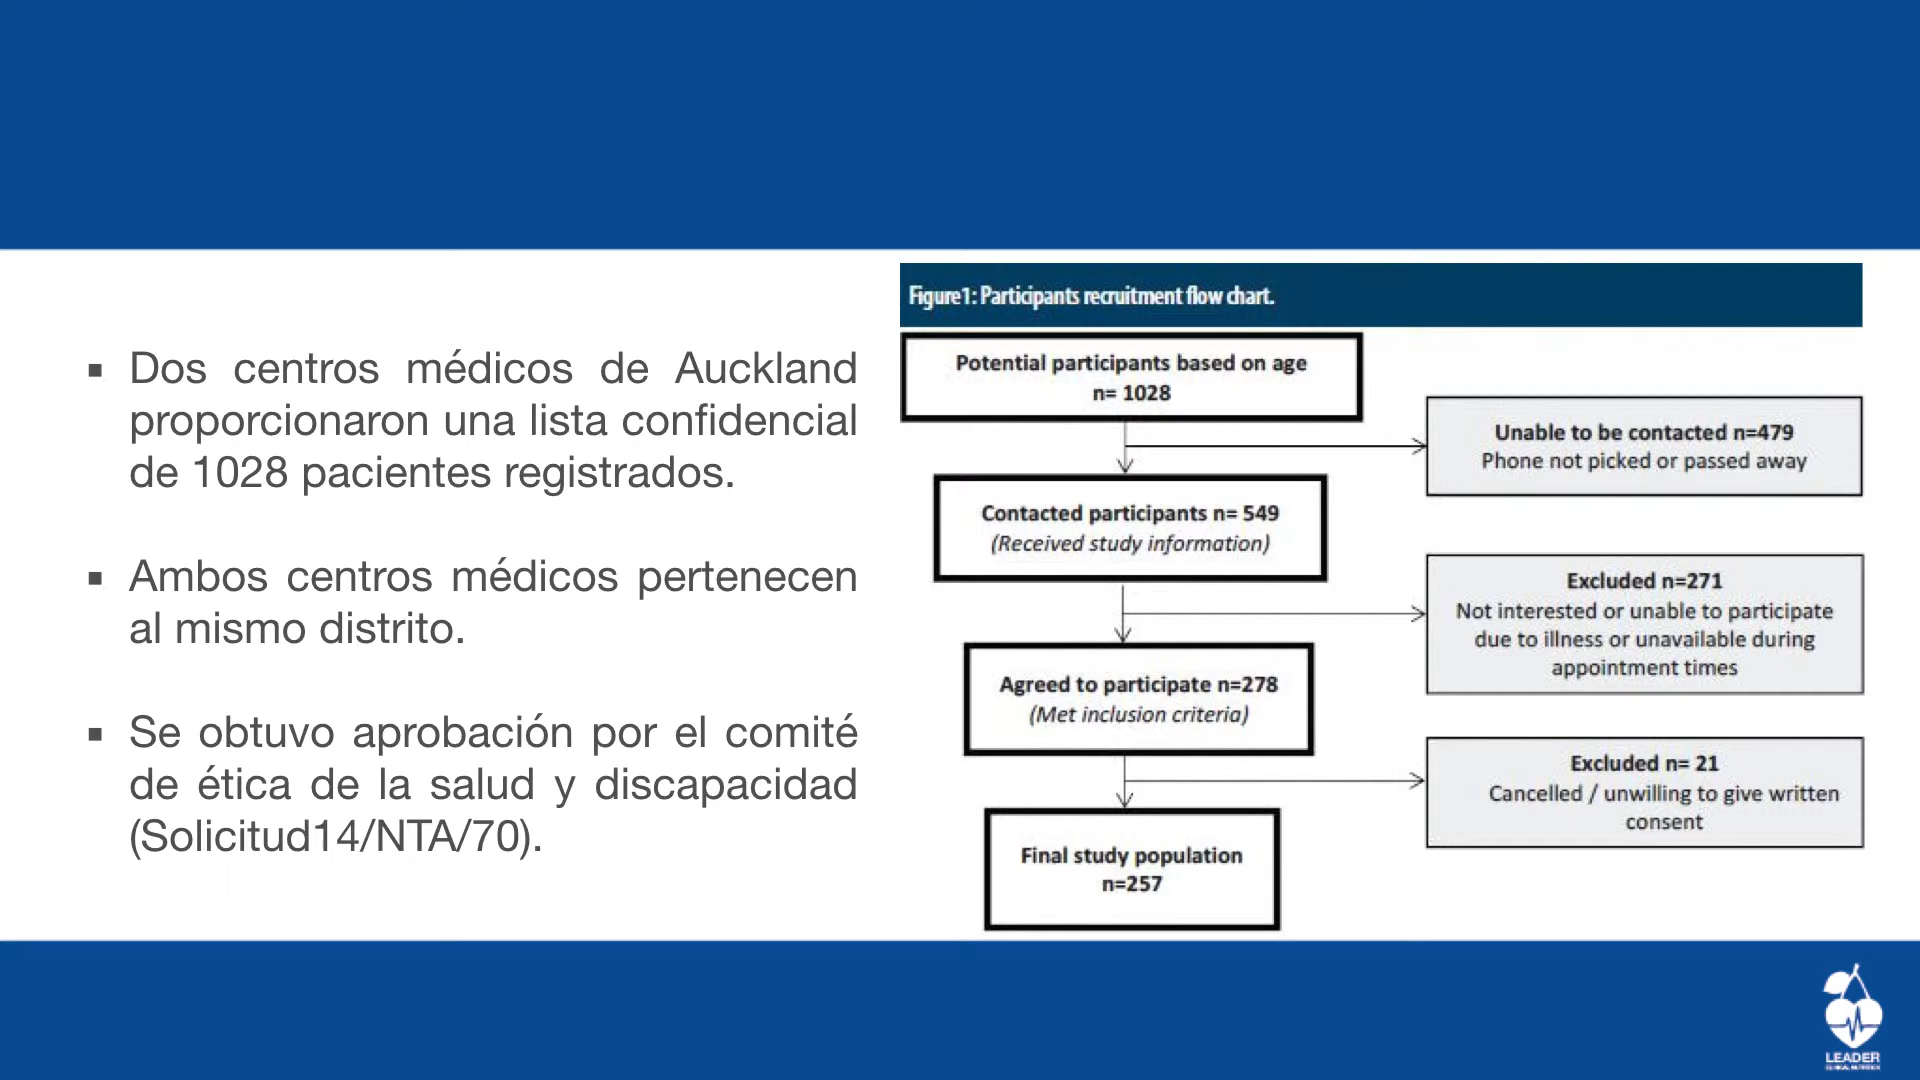 Dos centros médicos de Auckland
proporcionaron una lista confidencial
de 1028 pacientes registrados.
Ambos centros médicos pertenecen
al mismo distrito.
Se obtuvo aprobación por el comité
de ética de la salud y discapacidad
(Solicitud14/NTA/70).
Figure1: Participants recruitment flow chart.
Potential participants based on age
n= 1028
Unable to be contacted n=479
Phone not picked or passed away
Contacted participants n= 549
(Received study information)
Excluded n=271
Not interested or unable to participate
due to illness or unavailable during
appointment times
Agreed to participate n=278
(Met inclusion criteria)
Excluded n= 21
Cancelled / unwilling to give written
consent
Final study population
n=257
LEADER
CLINICAL NUTRITION